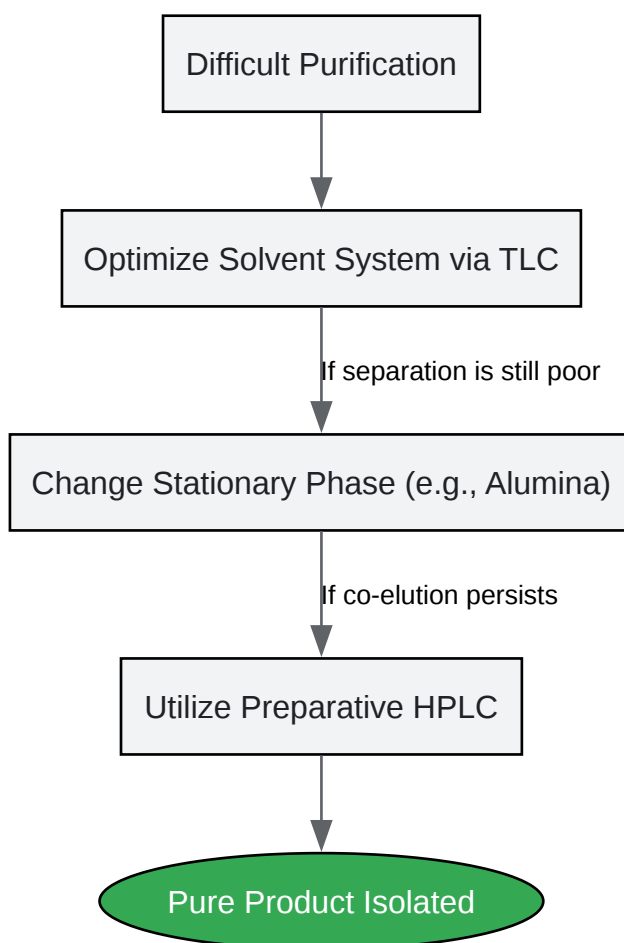 Difficult Purification
Optimize Solvent System via TLC
If separation is still poor
Change Stationary Phase (e.g., Alumina)
If co-elution persists
Utilize Preparative HPLC
Pure Product Isolated